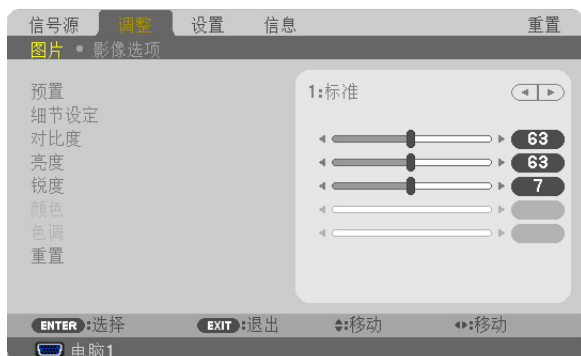 信号源 调整 设置 信息 重置
图片 • 影像选项
预置 1:标准
细节设定
对比度 63
亮度 63
锐度 7
颜色
色调
重置
ENTER:选择 EXIT:退出 :移动 :移动
电脑1